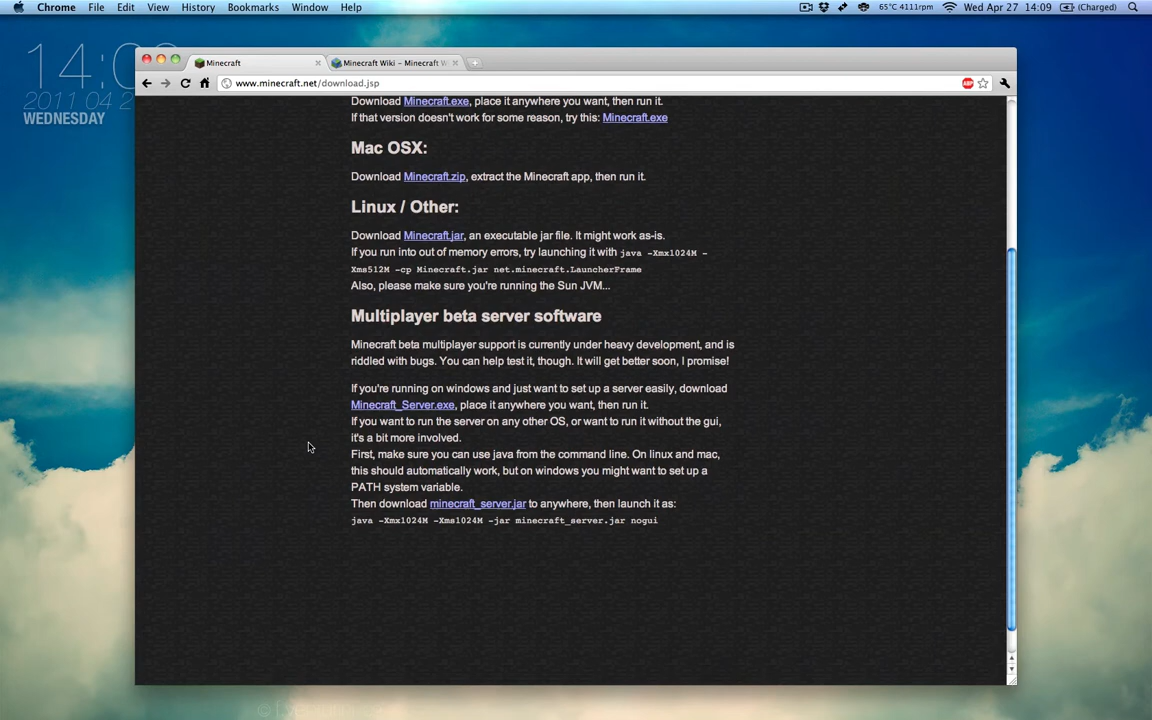 Chrome File Edit View History Bookmarks Window Help 65°C 4111rpm Wed Apr 27 14:09 (Charged)
14:0
2011 04 2
WEDNESDAY
Minecraft Minecraft Wiki – Minecraft W
www.minecraft.net/download.jsp
Download Minecraft.exe, place it anywhere you want, then run it.
If that version doesn't work for some reason, try this: Minecraft.exe
Mac OSX:
Download Minecraft.zip, extract the Minecraft app, then run it.
Linux / Other:
Download Minecraft.jar, an executable jar file. It might work as-is.
If you run into out of memory errors, try launching it with java -Xmx1024M -
Xms512M -cp Minecraft.jar net.minecraft.LauncherFrame
Also, please make sure you're running the Sun JVM...
Multiplayer beta server software
Minecraft beta multiplayer support is currently under heavy development, and is
riddled with bugs. You can help test it, though. It will get better soon, I promise!
If you're running on windows and just want to set up a server easily, download
Minecraft_Server.exe, place it anywhere you want, then run it.
If you want to run the server on any other OS, or want to run it without the gui,
it's a bit more involved.
First, make sure you can use java from the command line. On linux and mac,
this should automatically work, but on windows you might want to set up a
PATH system variable.
Then download minecraft_server.jar to anywhere, then launch it as:
java -Xmx1024M -Xms1024M -jar minecraft_server.jar nogui